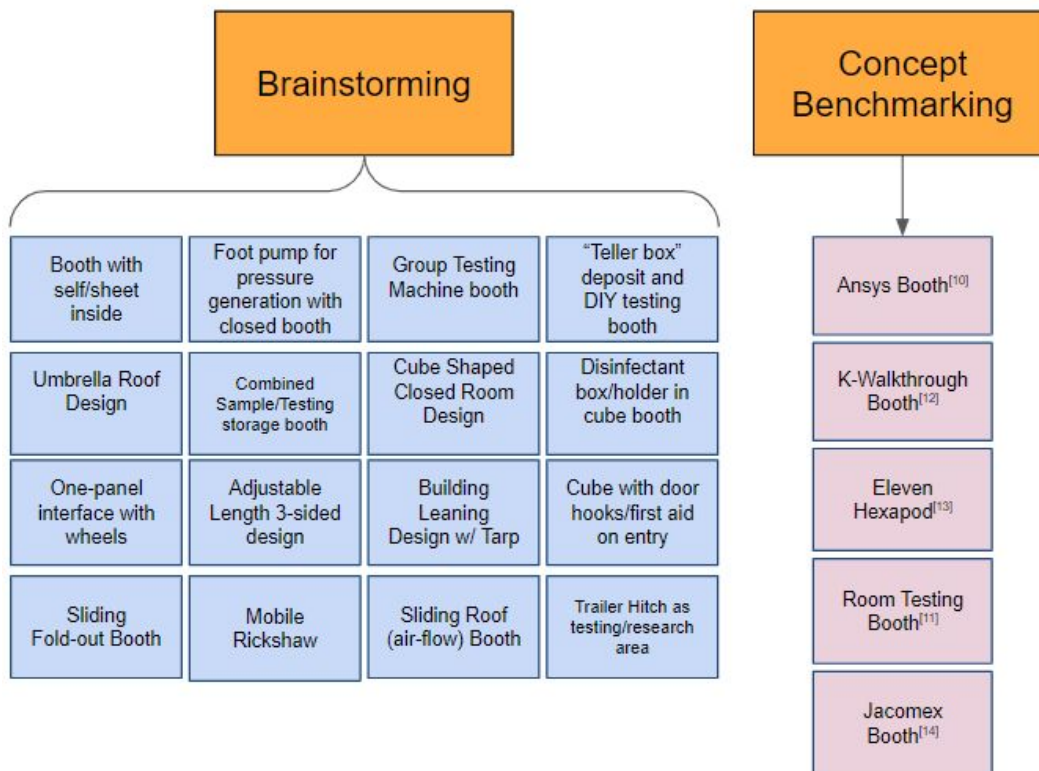 Brainstorming
Concept
Benchmarking
Booth with
self/sheet
inside
Foot pump for
pressure
generation with
closed booth
Group Testing
Machine booth
“Teller box”
deposit and
DIY testing
booth
Umbrella Roof
Design
Combined
Sample/Testing
storage booth
Cube Shaped
Closed Room
Design
Disinfectant
box/holder in
cube booth
One-panel
interface with
wheels
Adjustable
Length 3-sided
design
Building
Leaning
Design w/ Tarp
Cube with door
hooks/first aid
on entry
Sliding
Fold-out Booth
Mobile
Rickshaw
Sliding Roof
(air-flow) Booth
Trailer Hitch as
testing/research
area
Ansys Booth[10]
K-Walkthrough
Booth[12]
Eleven
Hexapod[13]
Room Testing
Booth[11]
Jacomex
Booth[14]